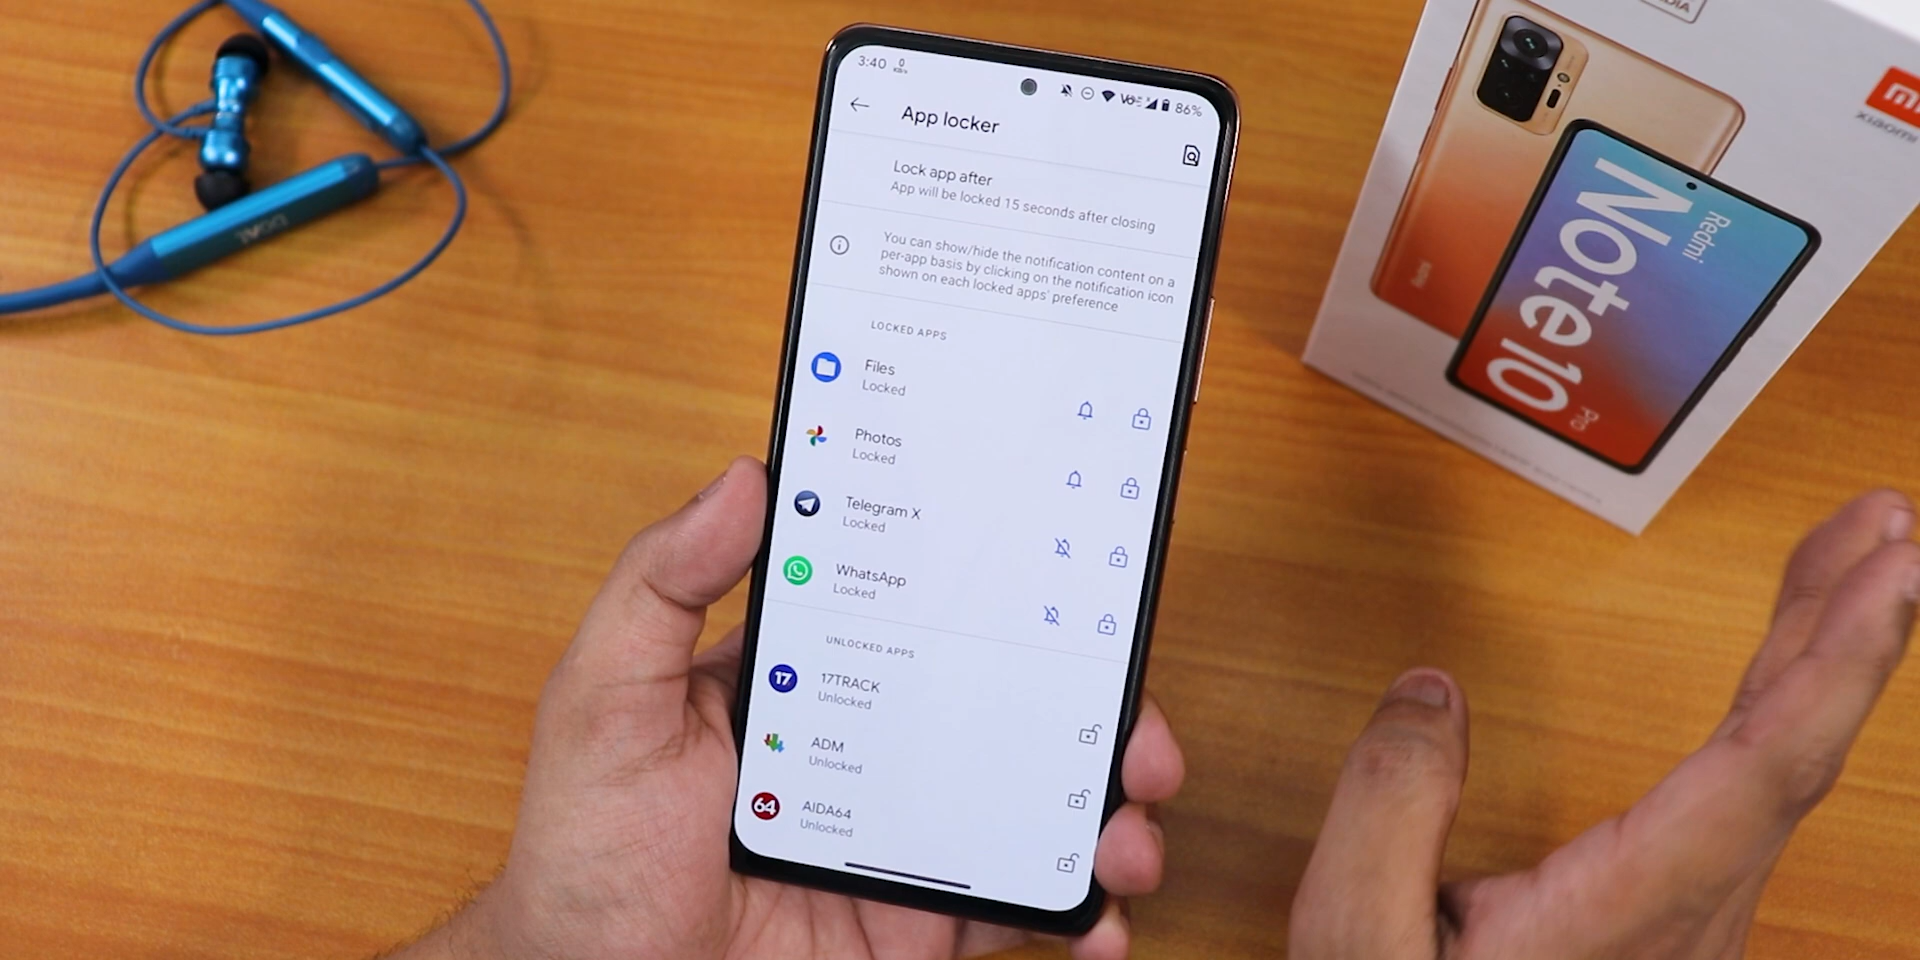 3:40
0
KB/s
86%
App locker
Lock app after
App will be locked 15 seconds after closing
You can show/hide the notification content on a
per-app basis by clicking on the notification icon
shown on each locked apps' preference
LOCKED APPS
Files
Locked
Photos
Locked
Telegram X
Locked
WhatsApp
Locked
UNLOCKED APPS
17
17TRACK
Unlocked
ADM
Unlocked
64
AIDA64
Unlocked
Redmi
Note 10
Pro
xiaomi